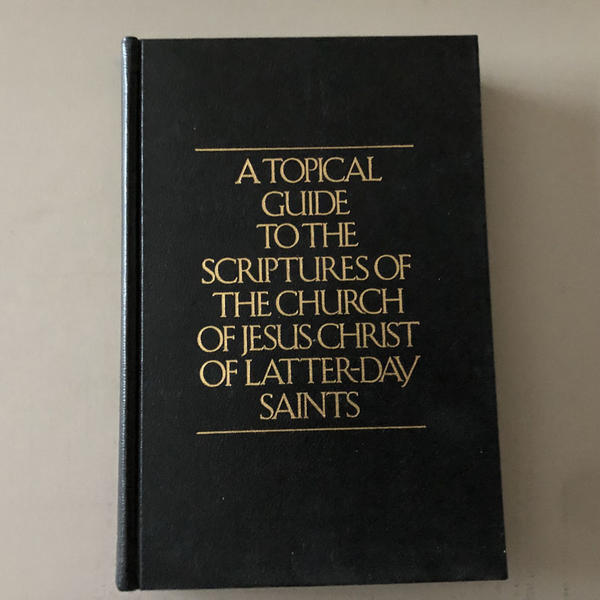 A TOPICAL
GUIDE
TO THE
SCRIPTURES OF
THE CHURCH
OF JESUS CHRIST
OF LATTER-DAY
SAINTS